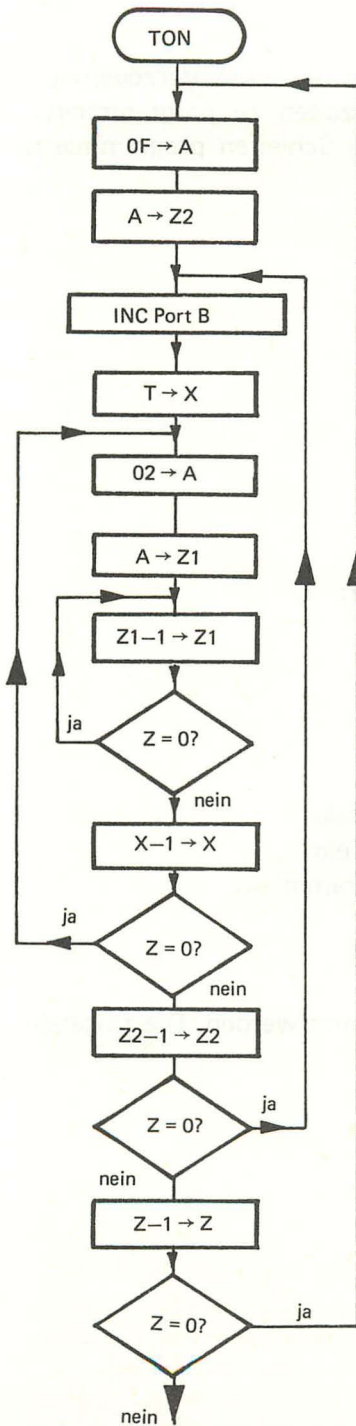 TON
0F → A
A → Z2
INC Port B
T → X
02 → A
A → Z1
Z1–1 → Z1
ja
Z = 0?
nein
X–1 → X
ja
Z = 0?
nein
Z2–1 → Z2
Z = 0?
ja
nein
Z–1 → Z
Z = 0?
ja
nein